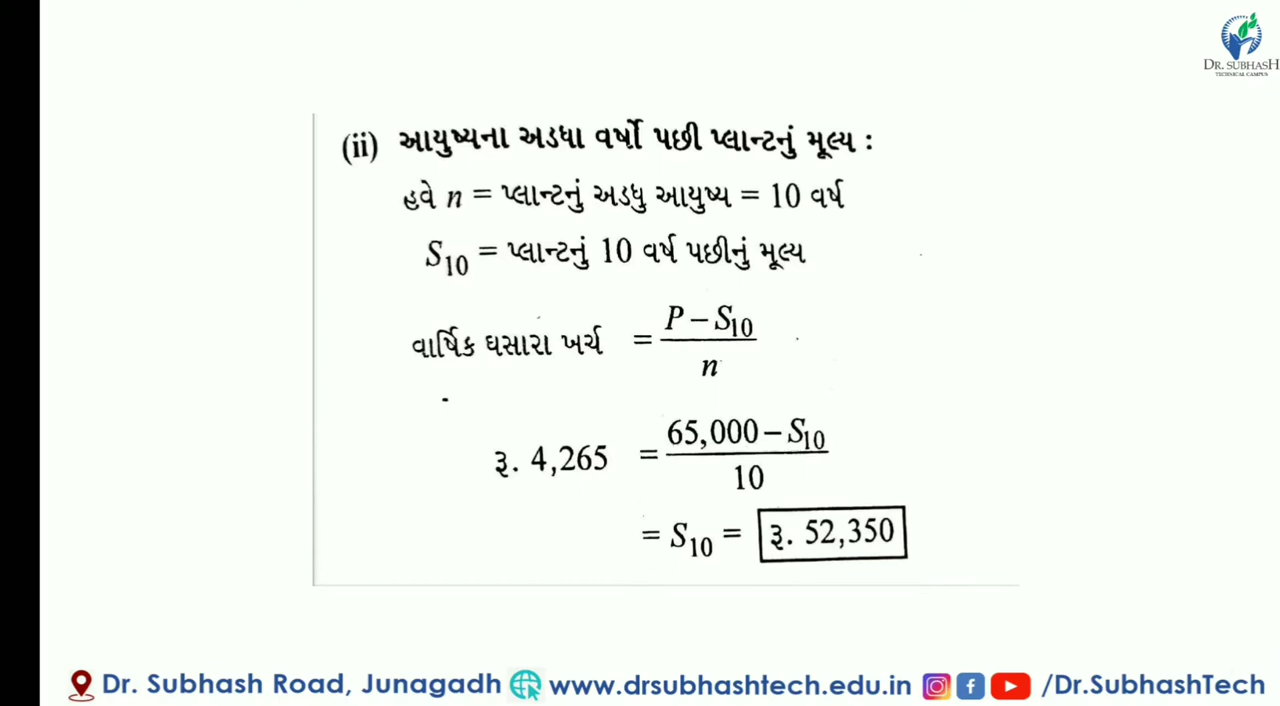 DR. SUBHASH
TECHNICAL CAMPUS
(ii) આયુષ્યના અડધા વર્ષો પછી પ્લાન્ટનું મૂલ્ય :
હવે n = પ્લાન્ટનું અડધુ આયુષ્ય = 10 વર્ષ
S₁₀ = પ્લાન્ટનું 10 વર્ષ પછીનું મૂલ્ય
વાર્ષિક ઘસારા ખર્ચ = (P – S₁₀) / n
રૂ. 4,265 = (65,000 – S₁₀) / 10
= S₁₀ = રૂ. 52,350
Dr. Subhash Road, Junagadh www.drsubhashtech.edu.in /Dr.SubhashTech